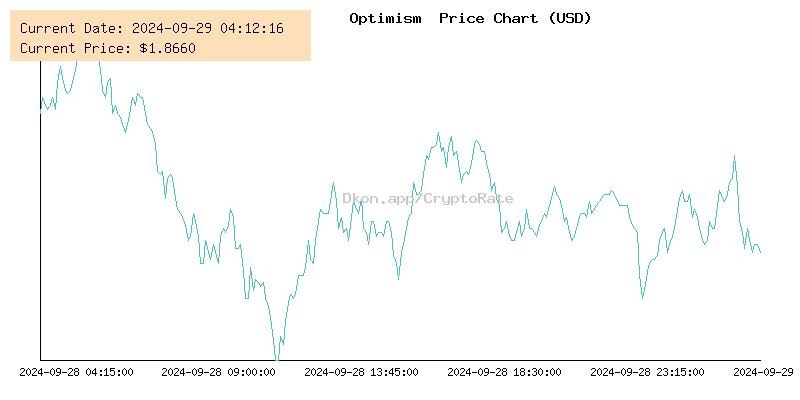 Optimism  Price Chart (USD)
Current Date: 2024-09-29 04:12:16
Current Price: $1.8660
Dkon.app/CryptoRate
2024-09-28 04:15:00 2024-09-28 09:00:00 2024-09-28 13:45:00 2024-09-28 18:30:00 2024-09-28 23:15:00 2024-09-29